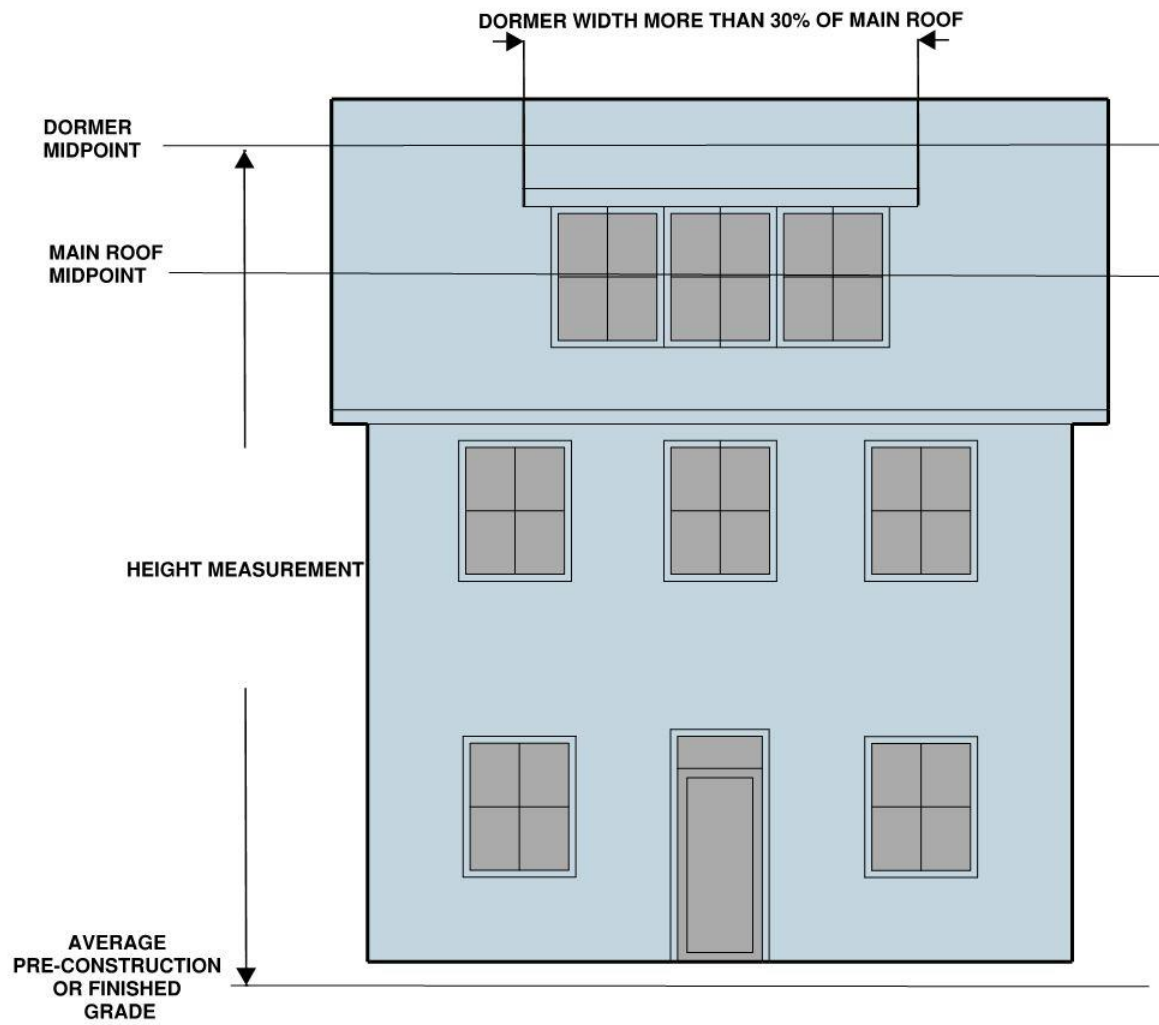 DORMER WIDTH MORE THAN 30% OF MAIN ROOF
DORMER
MIDPOINT
MAIN ROOF
MIDPOINT
HEIGHT MEASUREMENT
AVERAGE
PRE-CONSTRUCTION
OR FINISHED
GRADE